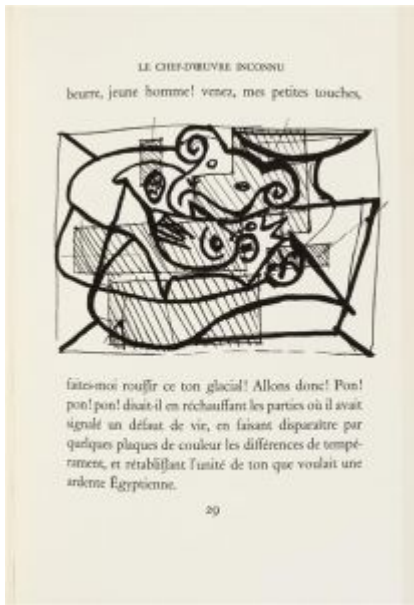 LE CHEF-D'ŒUVRE INCONNU
beurre, jeune homme! venez, mes petites touches,
faites-moi roussir ce ton glacial! Allons donc! Pon!
pon! pon! disait-il en réchauffant les parties où il avait
signalé un défaut de vie, en faisant disparaître par
quelques plaques de couleur les différences de tempé-
rament, et rétablissant l'unité de ton que voulait une
ardente Égyptienne.
29